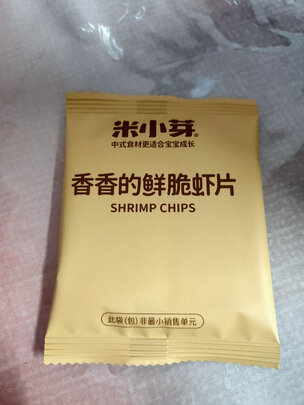 米小芽®
中式食材更适合宝宝成长
香香的鲜脆虾片
SHRIMP CHIPS
此袋(包)非最小销售单元